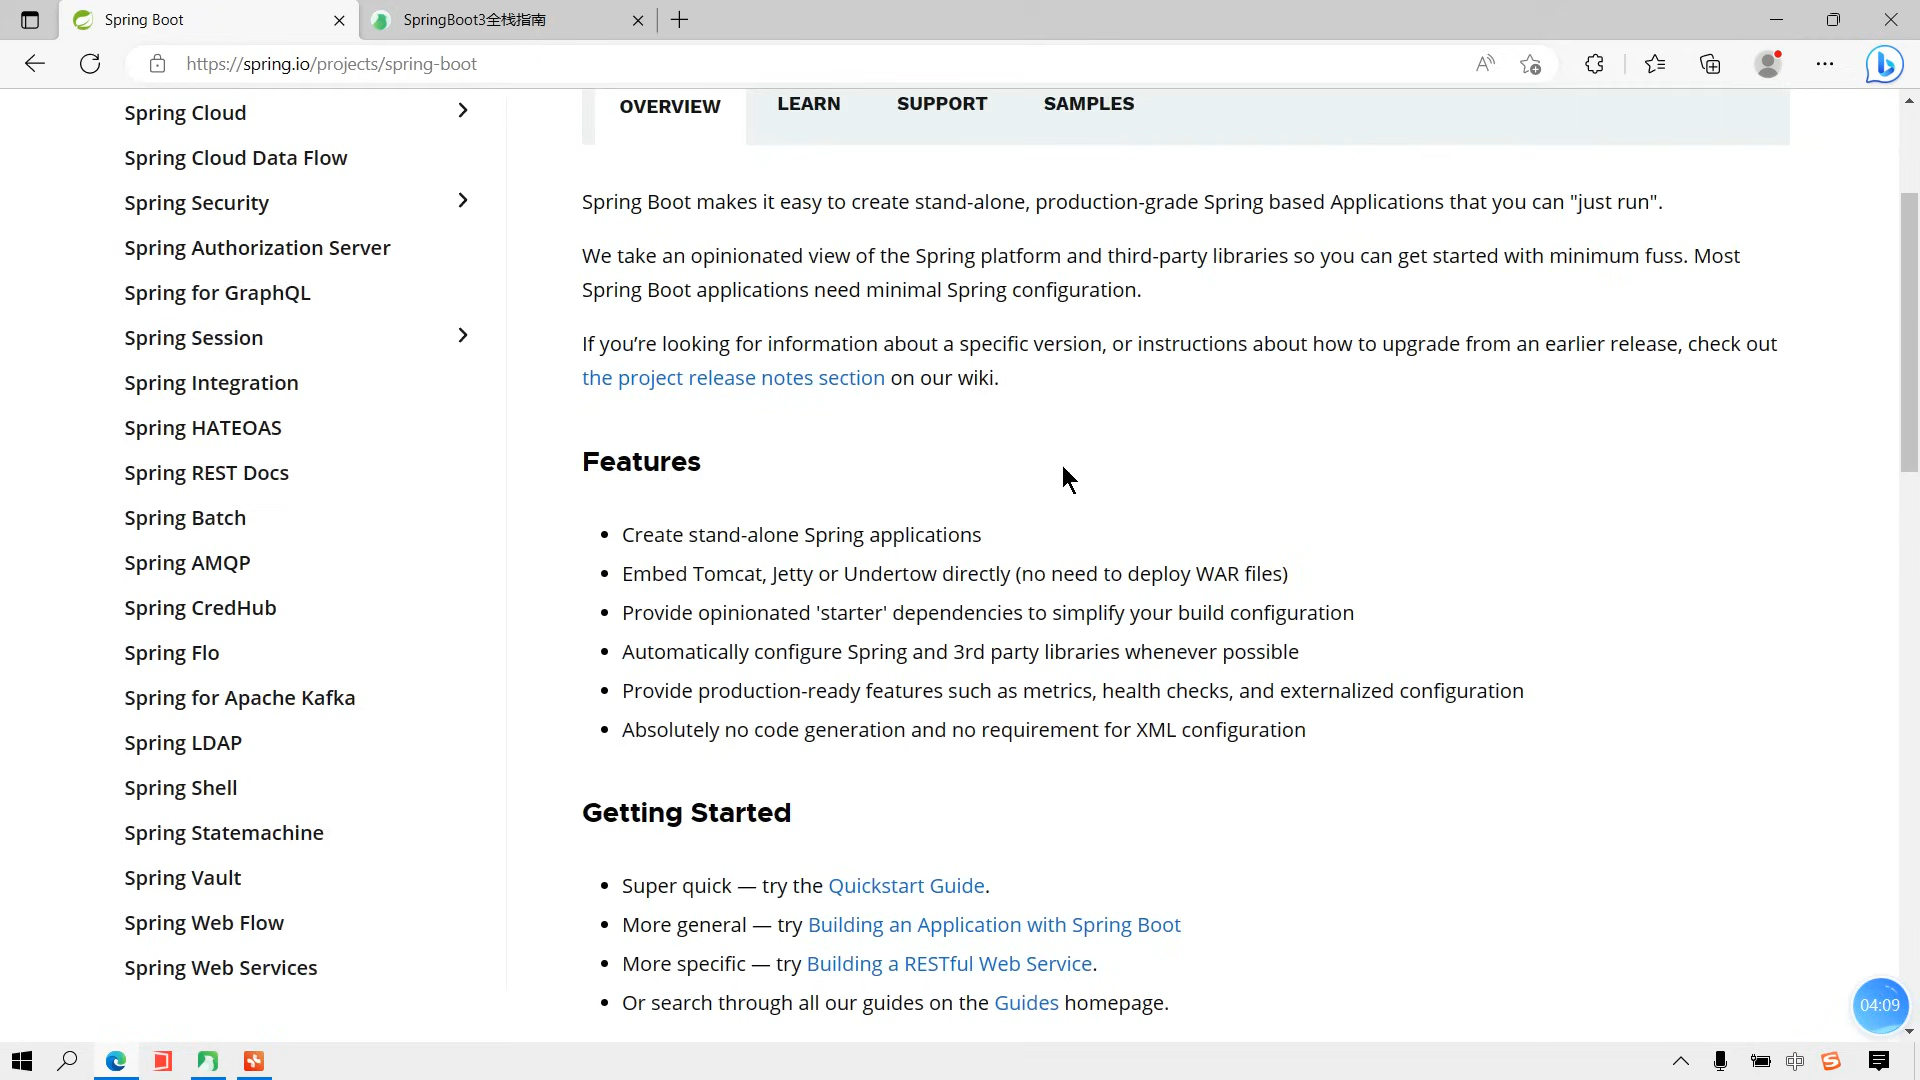 Spring Boot
SpringBoot3全栈指南
https://spring.io/projects/spring-boot
OVERVIEW
LEARN
SUPPORT
SAMPLES
Spring Cloud
Spring Cloud Data Flow
Spring Security
Spring Authorization Server
Spring for GraphQL
Spring Session
Spring Integration
Spring HATEOAS
Spring REST Docs
Spring Batch
Spring AMQP
Spring CredHub
Spring Flo
Spring for Apache Kafka
Spring LDAP
Spring Shell
Spring Statemachine
Spring Vault
Spring Web Flow
Spring Web Services
Spring Boot makes it easy to create stand-alone, production-grade Spring based Applications that you can "just run".
We take an opinionated view of the Spring platform and third-party libraries so you can get started with minimum fuss. Most
Spring Boot applications need minimal Spring configuration.
If you’re looking for information about a specific version, or instructions about how to upgrade from an earlier release, check out
the project release notes section on our wiki.
Features
• Create stand-alone Spring applications
• Embed Tomcat, Jetty or Undertow directly (no need to deploy WAR files)
• Provide opinionated 'starter' dependencies to simplify your build configuration
• Automatically configure Spring and 3rd party libraries whenever possible
• Provide production-ready features such as metrics, health checks, and externalized configuration
• Absolutely no code generation and no requirement for XML configuration
Getting Started
• Super quick — try the Quickstart Guide.
• More general — try Building an Application with Spring Boot
• More specific — try Building a RESTful Web Service.
• Or search through all our guides on the Guides homepage.
04:09
中